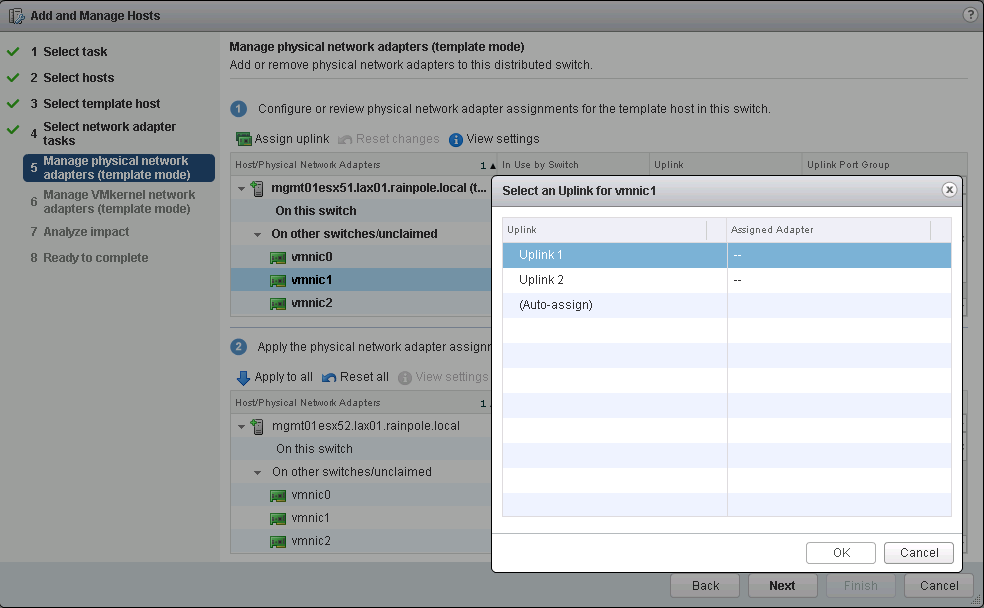 Add and Manage Hosts
?
1 Select task
2 Select hosts
3 Select template host
4 Select network adapter
tasks
5 Manage physical network
adapters (template mode)
6 Manage VMkernel network
adapters (template mode)
7 Analyze impact
8 Ready to complete
Manage physical network adapters (template mode)
Add or remove physical network adapters to this distributed switch.
1 Configure or review physical network adapter assignments for the template host in this switch.
Assign uplink Reset changes View settings
Host/Physical Network Adapters 1 ▲ In Use by Switch Uplink Uplink Port Group
mgmt01esx51.lax01.rainpole.local (t...
On this switch
On other switches/unclaimed
vmnic0
vmnic1
vmnic2
2 Apply the physical network adapter assignr
Apply to all Reset all View settings
Host/Physical Network Adapters 1
mgmt01esx52.lax01.rainpole.local
On this switch
On other switches/unclaimed
vmnic0
vmnic1
vmnic2
Select an Uplink for vmnic1
Uplink Assigned Adapter
Uplink 1 --
Uplink 2 --
(Auto-assign)
OK Cancel
Back Next Finish Cancel